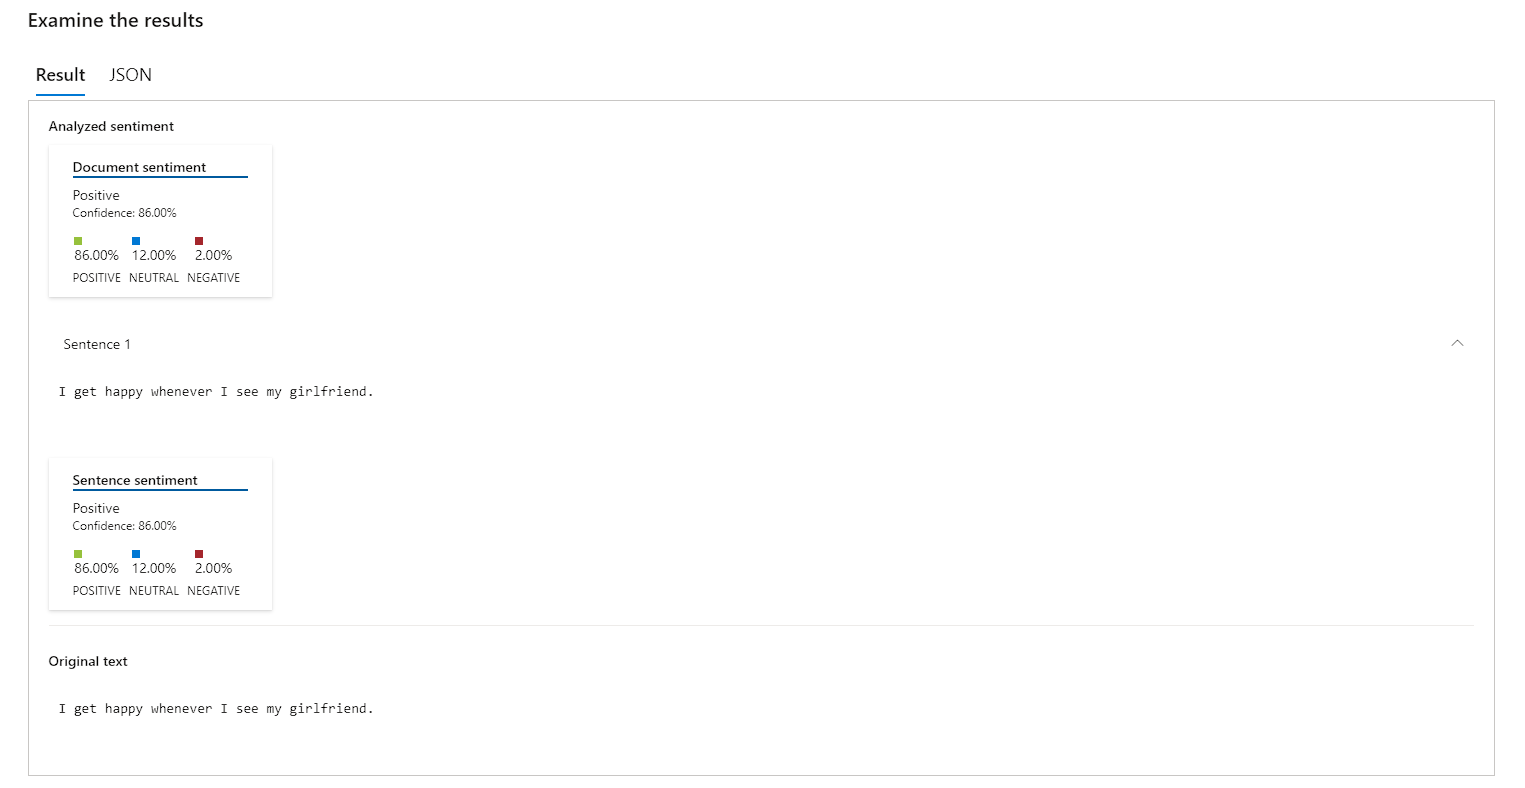 Examine the results
Result JSON
Analyzed sentiment
Document sentiment
Positive
Confidence: 86.00%
86.00% 12.00% 2.00%
POSITIVE NEUTRAL NEGATIVE
Sentence 1
I get happy whenever I see my girlfriend.
Sentence sentiment
Positive
Confidence: 86.00%
86.00% 12.00% 2.00%
POSITIVE NEUTRAL NEGATIVE
Original text
I get happy whenever I see my girlfriend.